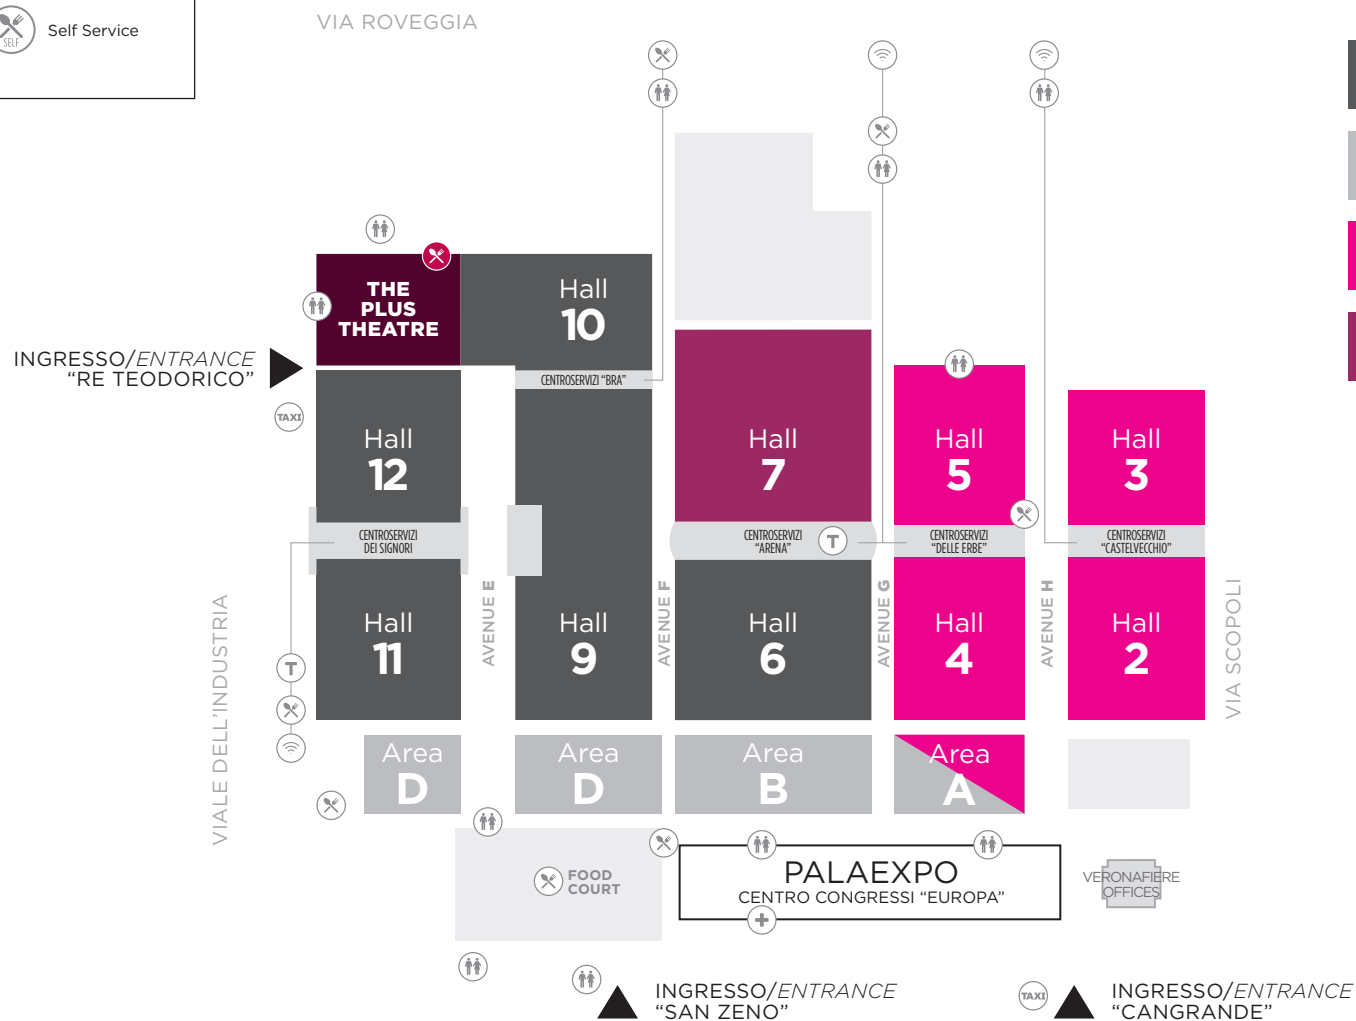 SELF
Self Service
VIA ROVEGGIA
THE
PLUS
THEATRE
Hall
10
INGRESSO/ENTRANCE
“RE TEODORICO”
CENTROSERVIZI “BRA”
TAXI
Hall
12
Hall
7
Hall
5
Hall
3
CENTROSERVIZI
DEI SIGNORI
CENTROSERVIZI
“ARENA”
T
CENTROSERVIZI
“DELLE ERBE”
CENTROSERVIZI
“CASTELVECCHIO”
VIALE DELL’INDUSTRIA
Hall
11
AVENUE E
Hall
9
AVENUE F
Hall
6
AVENUE G
Hall
4
AVENUE H
Hall
2
VIA SCOPOLI
T
Area
D
Area
D
Area
B
Area
A
FOOD
COURT
PALAEXPO
CENTRO CONGRESSI “EUROPA”
VERONAFIERE
OFFICES
INGRESSO/ENTRANCE
“SAN ZENO”
TAXI
INGRESSO/ENTRANCE
“CANGRANDE”